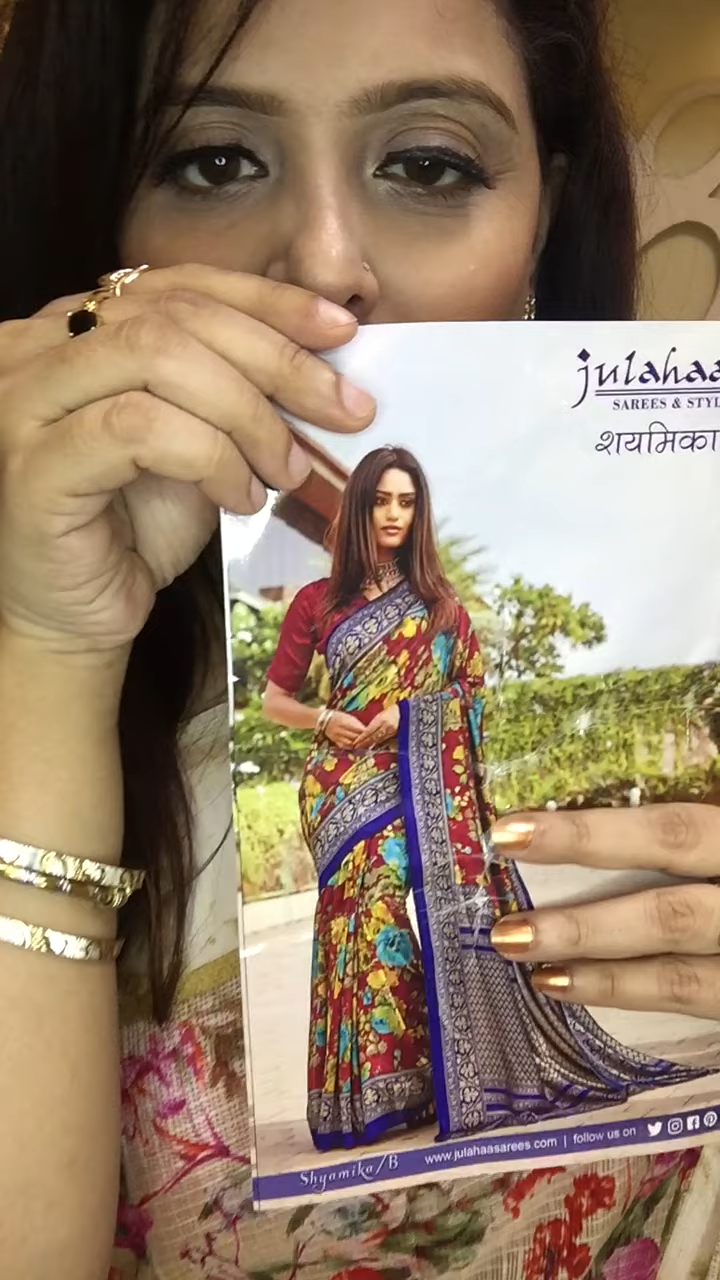 julahaa
SAREES & STYL
शयमिका
Shyamika/B
www.julahaasarees.com | follow us on